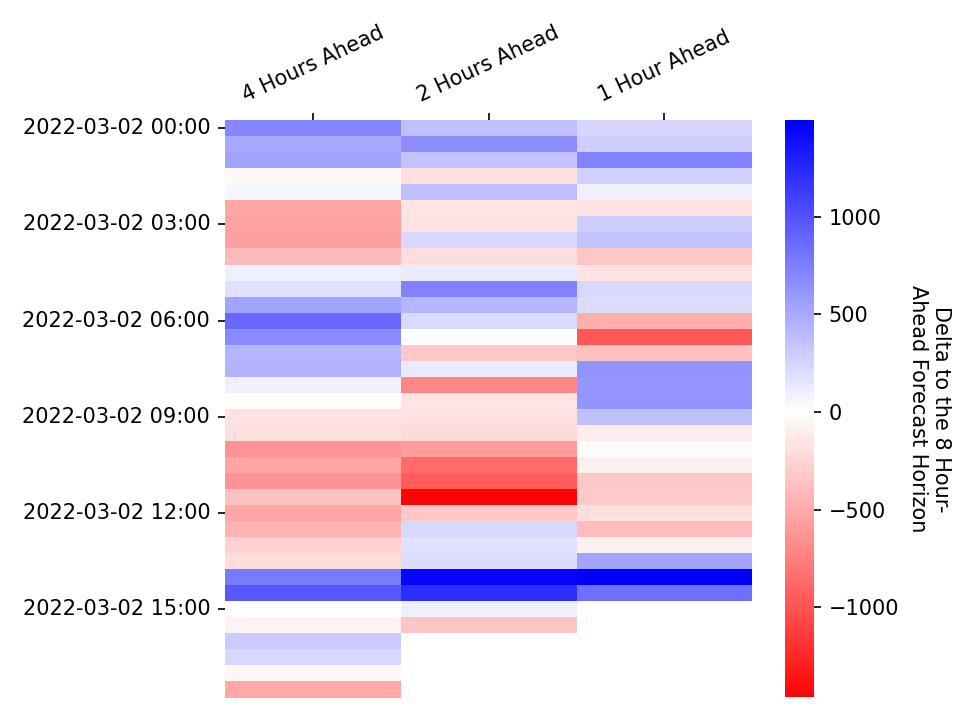 4 Hours Ahead
2 Hours Ahead
1 Hour Ahead
2022-03-02 00:00
2022-03-02 03:00
2022-03-02 06:00
2022-03-02 09:00
2022-03-02 12:00
2022-03-02 15:00
1000
500
0
−500
−1000
Delta to the 8 Hour-
Ahead Forecast Horizon